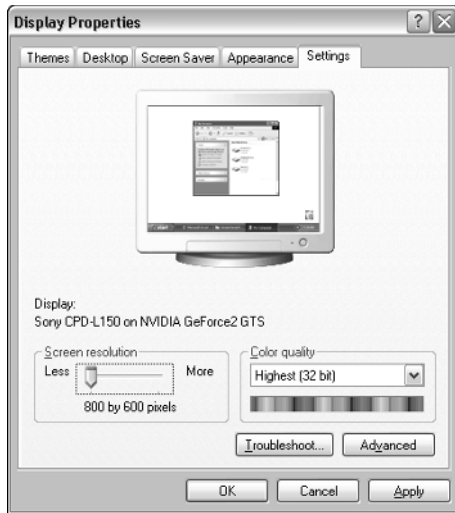 Display Properties
Themes Desktop Screen Saver Appearance Settings
start
Display:
Sony CPD-L150 on NVIDIA GeForce2 GTS
Screen resolution
Less More
800 by 600 pixels
Color quality
Highest (32 bit)
Troubleshoot... Advanced
OK Cancel Apply